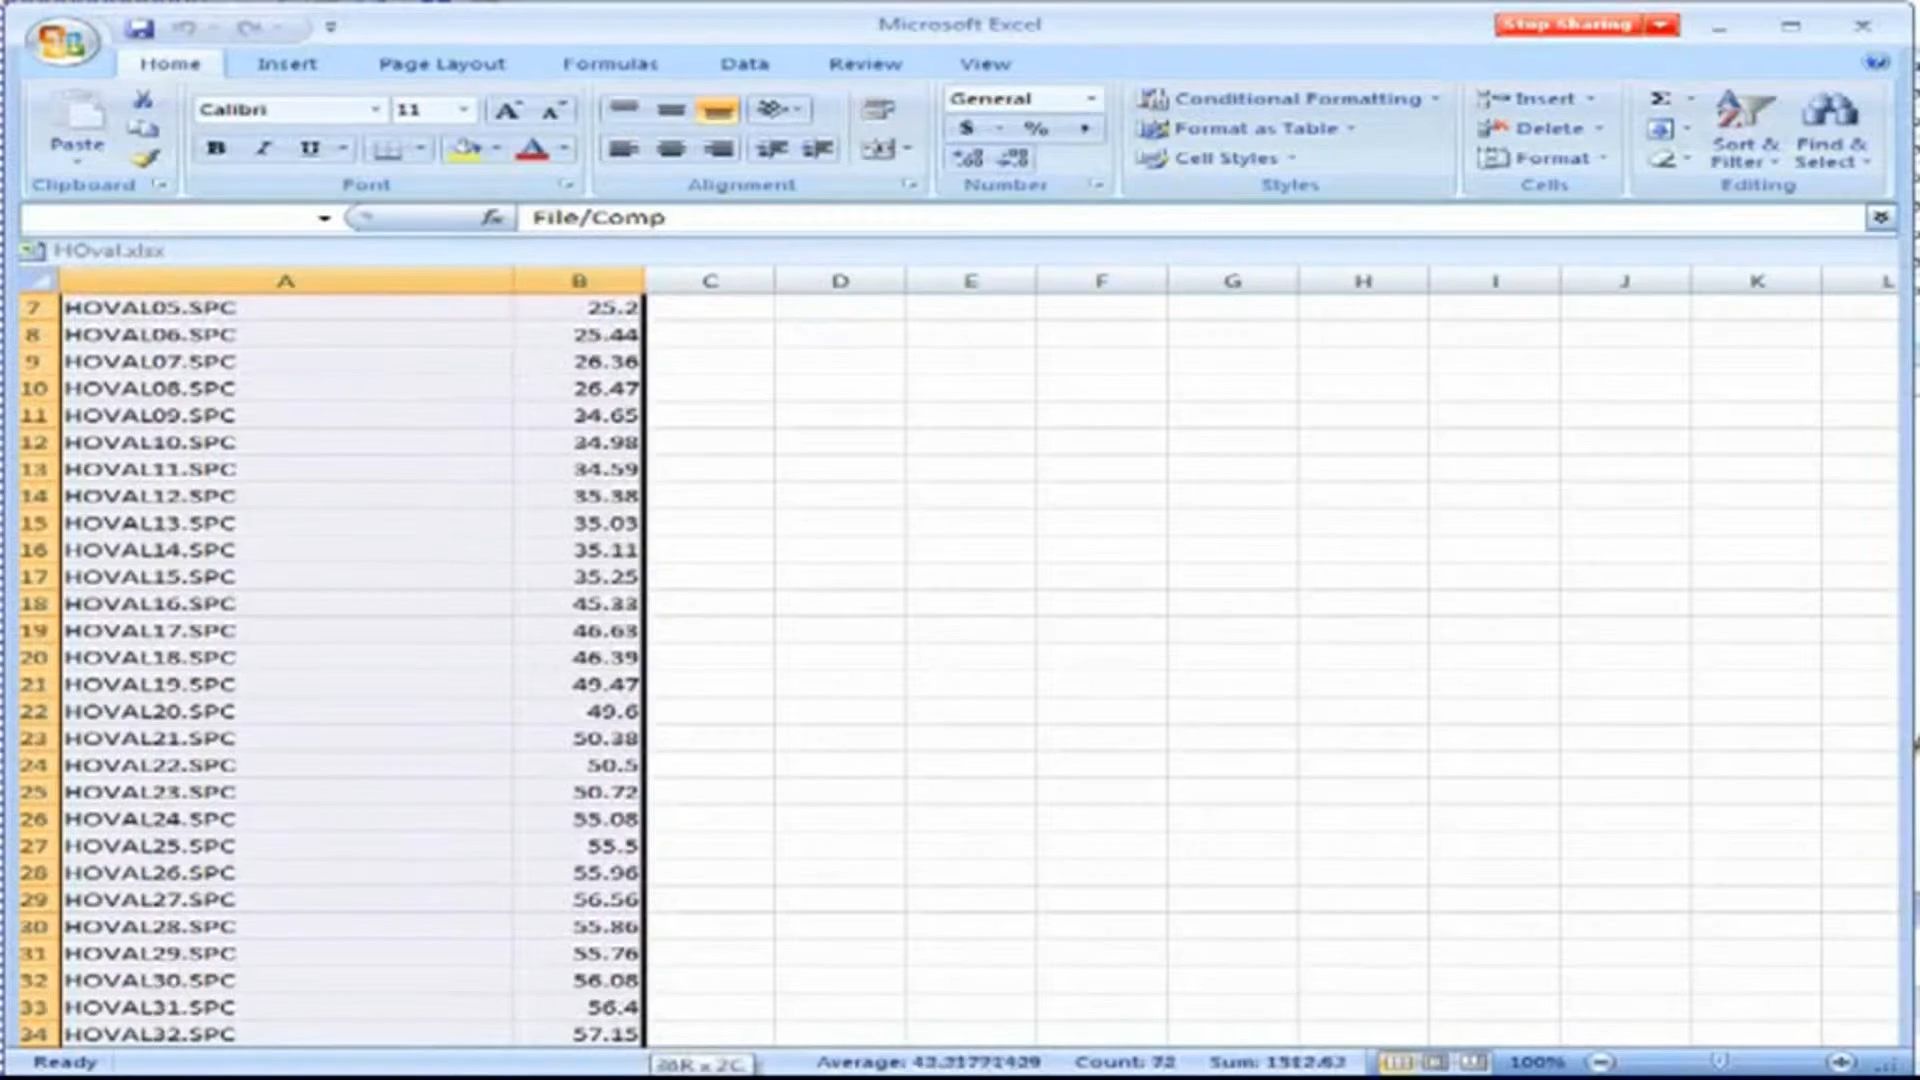 Microsoft Excel
Stop Sharing
Home Insert Page Layout Formulas Data Review View
Calibri 11
General
Conditional Formatting
Insert
Σ
Paste
B I U
$ %
Format as Table
Delete
Sort & Filter
Find & Select
Cell Styles
Format
Clipboard Font Alignment Number Styles Cells Editing
fx File/Comp
HOval.xlsx
A B C D E F G H I J K L
7 HOVAL05.SPC 25.2
8 HOVAL06.SPC 25.44
9 HOVAL07.SPC 26.36
10 HOVAL08.SPC 26.47
11 HOVAL09.SPC 34.65
12 HOVAL10.SPC 34.98
13 HOVAL11.SPC 34.59
14 HOVAL12.SPC 35.38
15 HOVAL13.SPC 35.03
16 HOVAL14.SPC 35.11
17 HOVAL15.SPC 35.25
18 HOVAL16.SPC 45.33
19 HOVAL17.SPC 46.63
20 HOVAL18.SPC 46.39
21 HOVAL19.SPC 49.47
22 HOVAL20.SPC 49.6
23 HOVAL21.SPC 50.38
24 HOVAL22.SPC 50.5
25 HOVAL23.SPC 50.72
26 HOVAL24.SPC 55.08
27 HOVAL25.SPC 55.5
28 HOVAL26.SPC 55.96
29 HOVAL27.SPC 56.56
30 HOVAL28.SPC 55.86
31 HOVAL29.SPC 55.76
32 HOVAL30.SPC 56.08
33 HOVAL31.SPC 56.4
34 HOVAL32.SPC 57.15
Ready Average: Count: 72 Sum: 100%